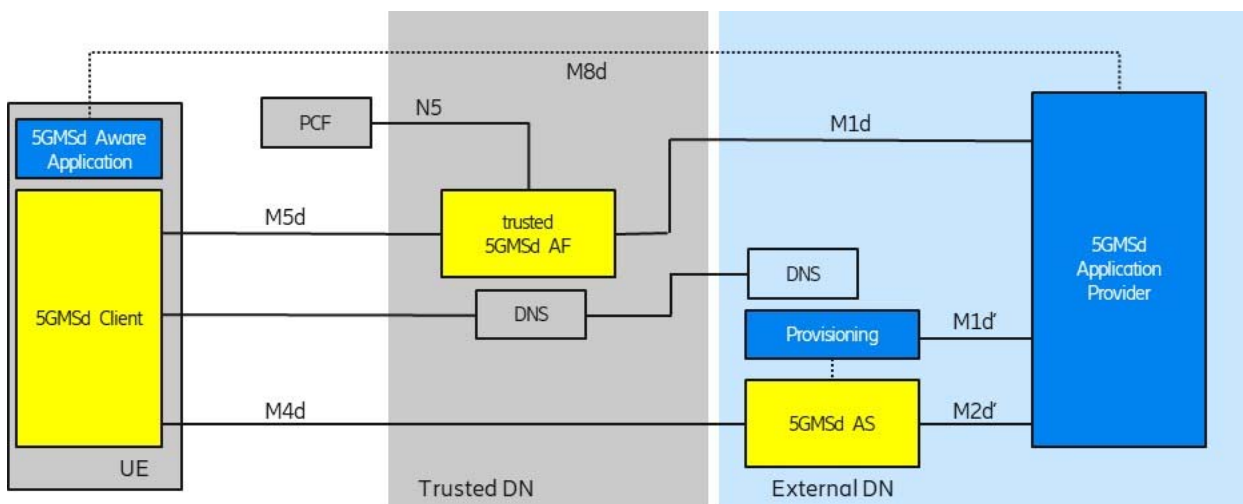 M8d
5GMSd Aware
Application
PCF
N5
M1d
M5d
trusted
5GMSd AF
5GMSd
Application
Provider
DNS
5GMSd Client
DNS
Provisioning
M1d'
M4d
5GMSd AS
M2d'
UE
Trusted DN
External DN